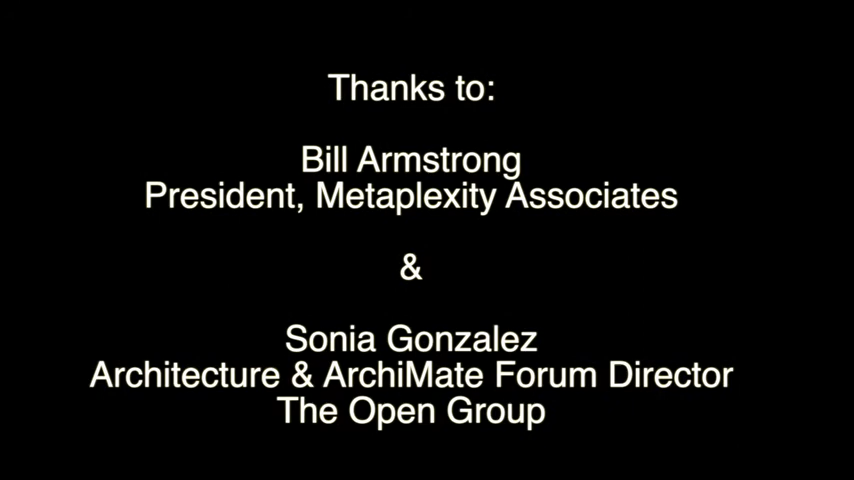 Thanks to:
Bill Armstrong
President, Metaplexity Associates
&
Sonia Gonzalez
Architecture & ArchiMate Forum Director
The Open Group